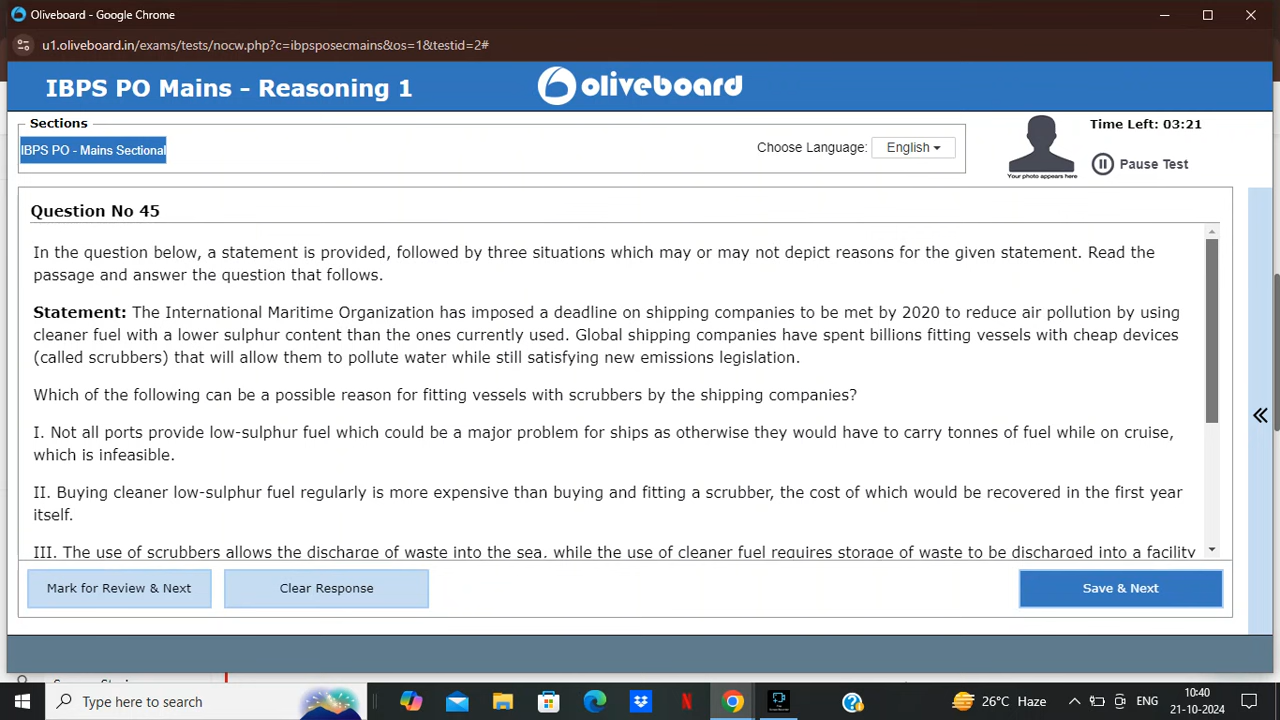 Oliveboard - Google Chrome
u1.oliveboard.in/exams/tests/nocw.php?c=ibpsposecmains&os=1&testid=2#
IBPS PO Mains - Reasoning 1
oliveboard
Sections
IBPS PO - Mains Sectional
Choose Language: English
Your photo appears here
Time Left: 03:21
Pause Test
Question No 45
In the question below, a statement is provided, followed by three situations which may or may not depict reasons for the given statement. Read the
passage and answer the question that follows.
Statement: The International Maritime Organization has imposed a deadline on shipping companies to be met by 2020 to reduce air pollution by using
cleaner fuel with a lower sulphur content than the ones currently used. Global shipping companies have spent billions fitting vessels with cheap devices
(called scrubbers) that will allow them to pollute water while still satisfying new emissions legislation.
Which of the following can be a possible reason for fitting vessels with scrubbers by the shipping companies?
I. Not all ports provide low-sulphur fuel which could be a major problem for ships as otherwise they would have to carry tonnes of fuel while on cruise,
which is infeasible.
II. Buying cleaner low-sulphur fuel regularly is more expensive than buying and fitting a scrubber, the cost of which would be recovered in the first year
itself.
III. The use of scrubbers allows the discharge of waste into the sea, while the use of cleaner fuel requires storage of waste to be discharged into a facility
Mark for Review & Next
Clear Response
Save & Next
Type here to search
26°C Haze
ENG
10:40
21-10-2024